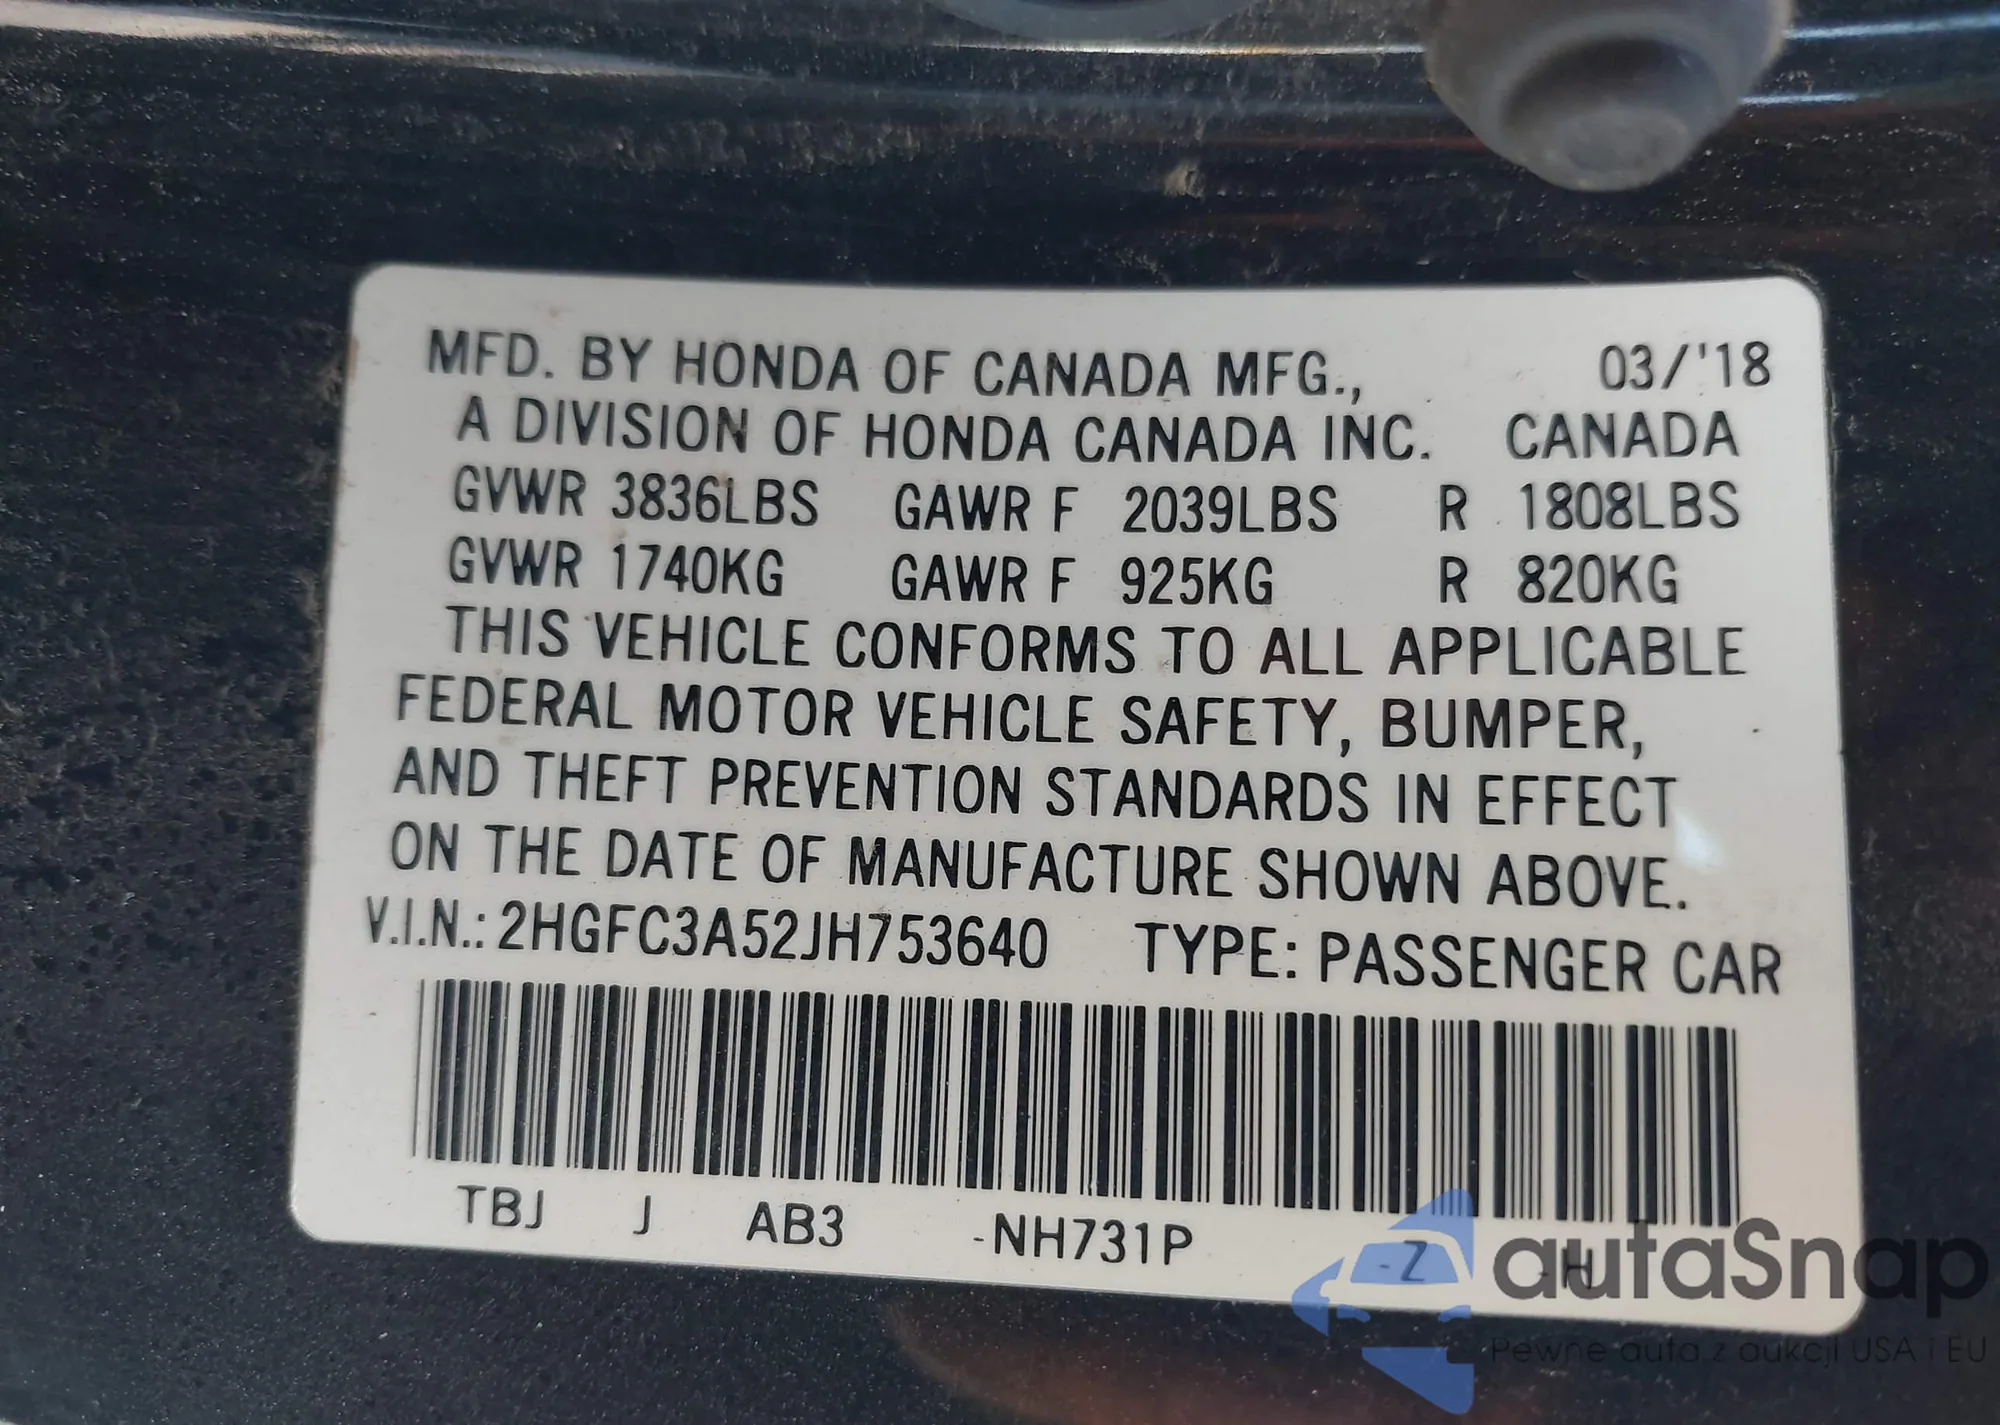 MFD. BY HONDA OF CANADA MFG., 03/'18
A DIVISION OF HONDA CANADA INC. CANADA
GVWR 3836LBS GAWR F 2039LBS R 1808LBS
GVWR 1740KG GAWR F 925KG R 820KG
THIS VEHICLE CONFORMS TO ALL APPLICABLE
FEDERAL MOTOR VEHICLE SAFETY, BUMPER,
AND THEFT PREVENTION STANDARDS IN EFFECT
ON THE DATE OF MANUFACTURE SHOWN ABOVE.
V.I.N.: 2HGFC3A52JH753640 TYPE: PASSENGER CAR
TBJ J AB3 -NH731P -Z -H
autaSnap
Pewne auta z aukcji USA i EU